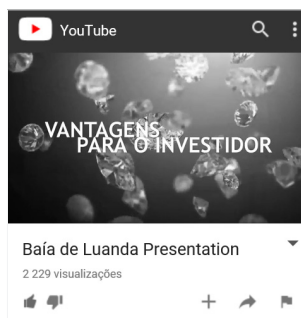 YouTube
VANTAGENS
PARA O INVESTIDOR
Baía de Luanda Presentation
2 229 visualizações